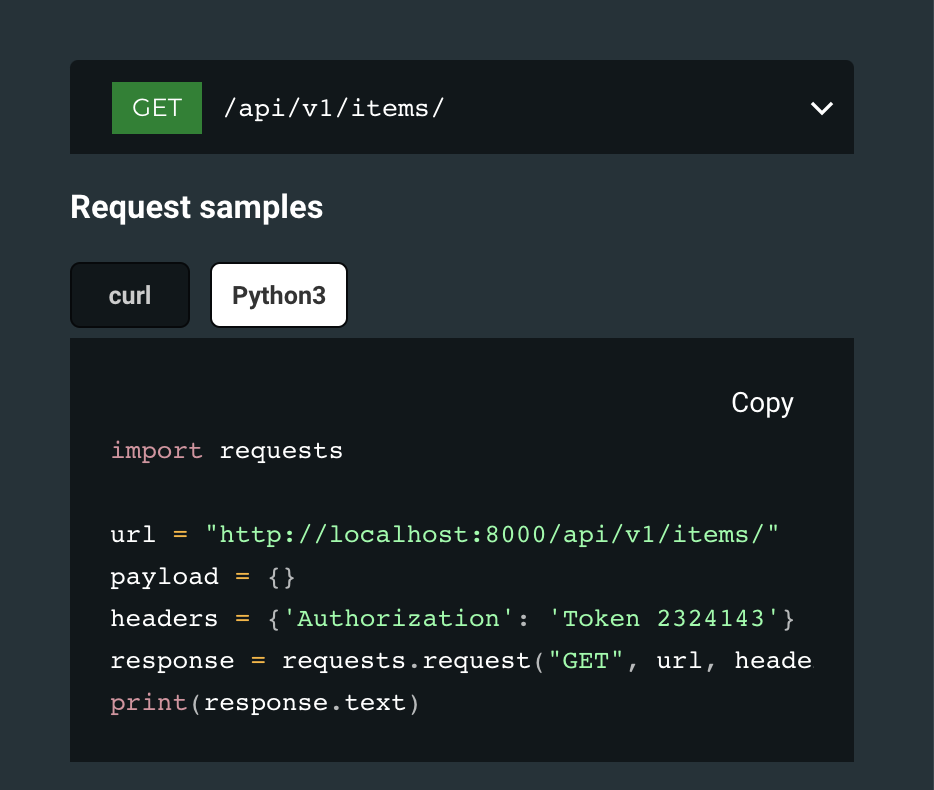 GET /api/v1/items/
Request samples
curl Python3
Copy
import requests
url = "http://localhost:8000/api/v1/items/"
payload = {}
headers = {'Authorization': 'Token 2324143'}
response = requests.request("GET", url, heade
print(response.text)